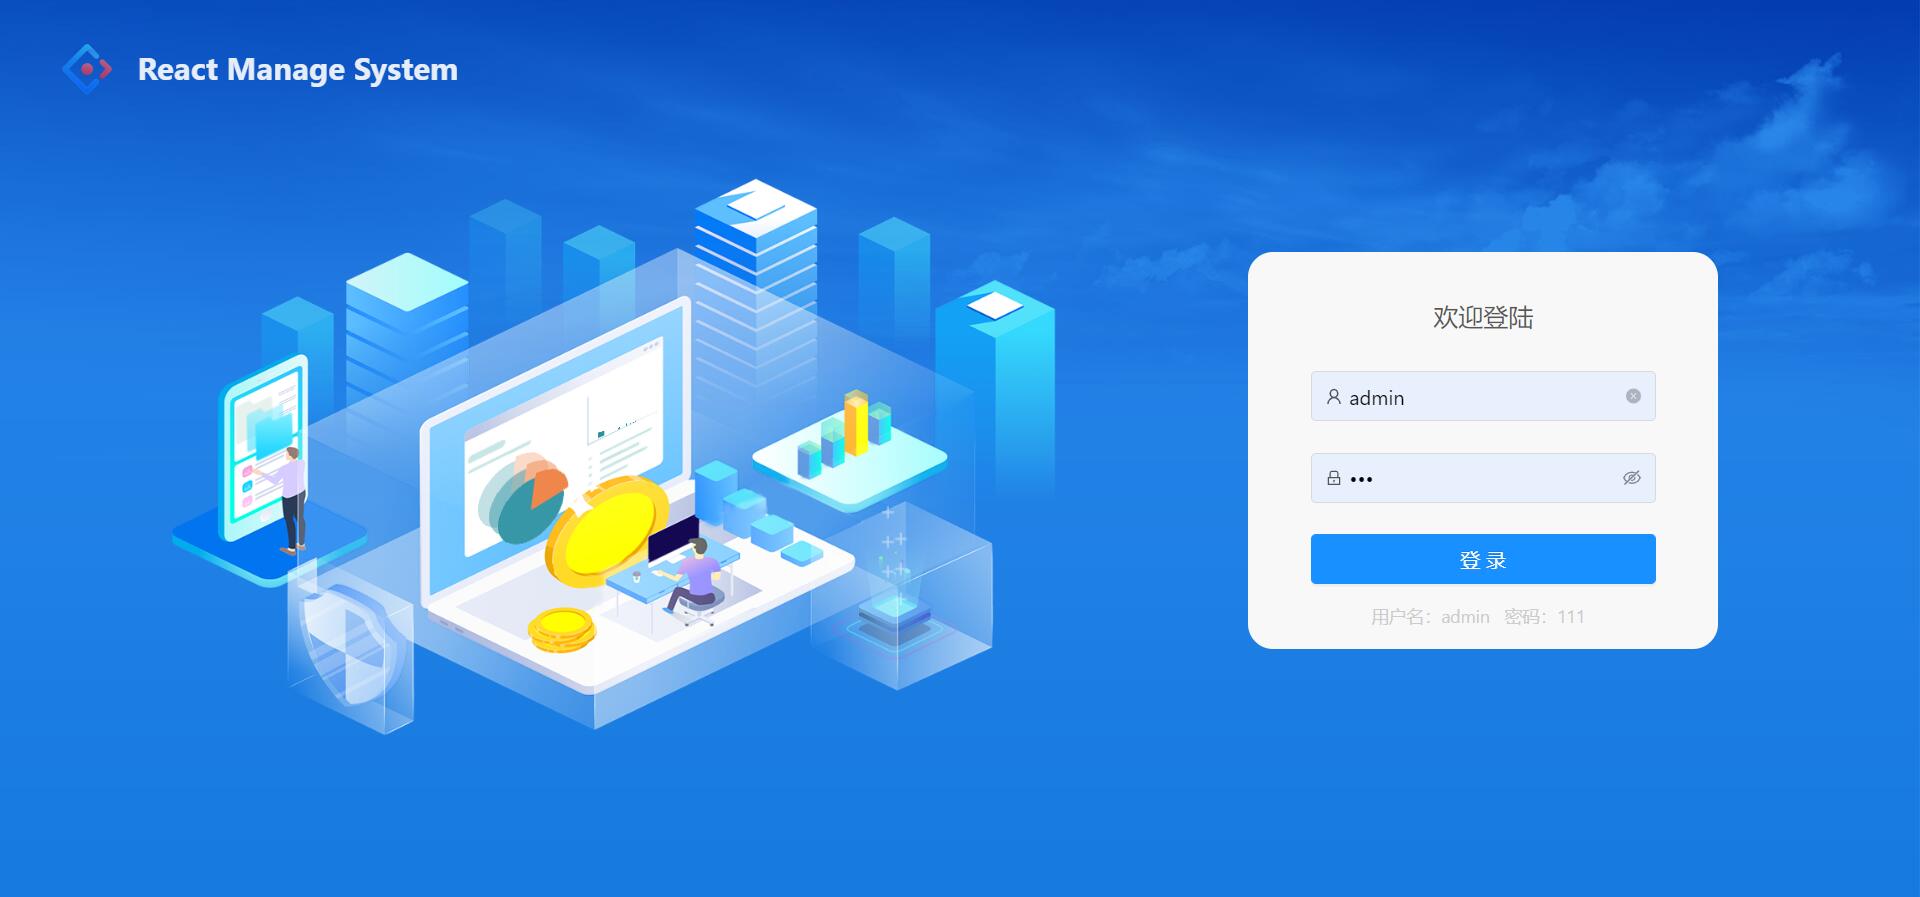 React Manage System
欢迎登陆
admin
•••
登 录
用户名：admin 密码：111